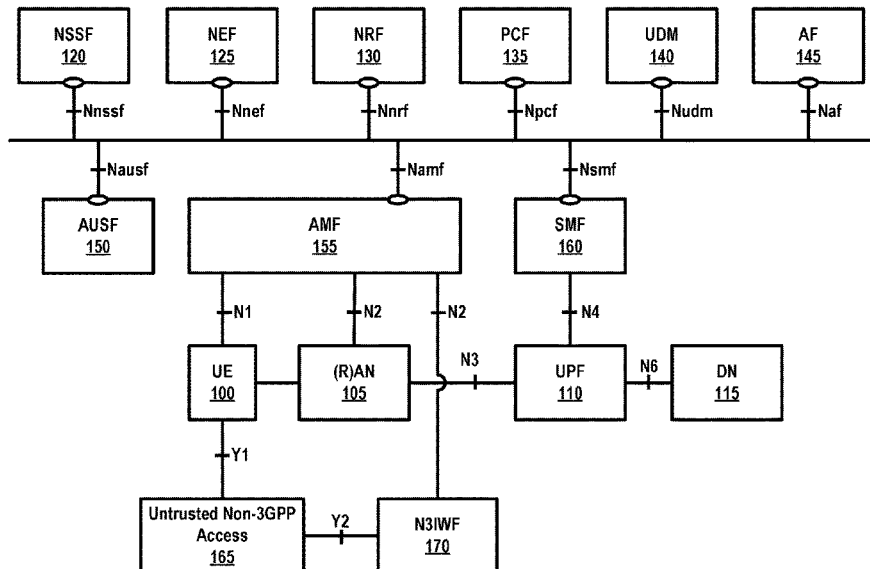 NSSF
120
NEF
125
NRF
130
PCF
135
UDM
140
AF
145
Nnssf
Nnef
Nnrf
Npcf
Nudm
Naf
Nausf
Namf
Nsmf
AUSF
150
AMF
155
SMF
160
N1
N2
N2
N4
UE
100
(R)AN
105
N3
UPF
110
N6
DN
115
Y1
Untrusted Non-3GPP
Access
165
Y2
N3IWF
170